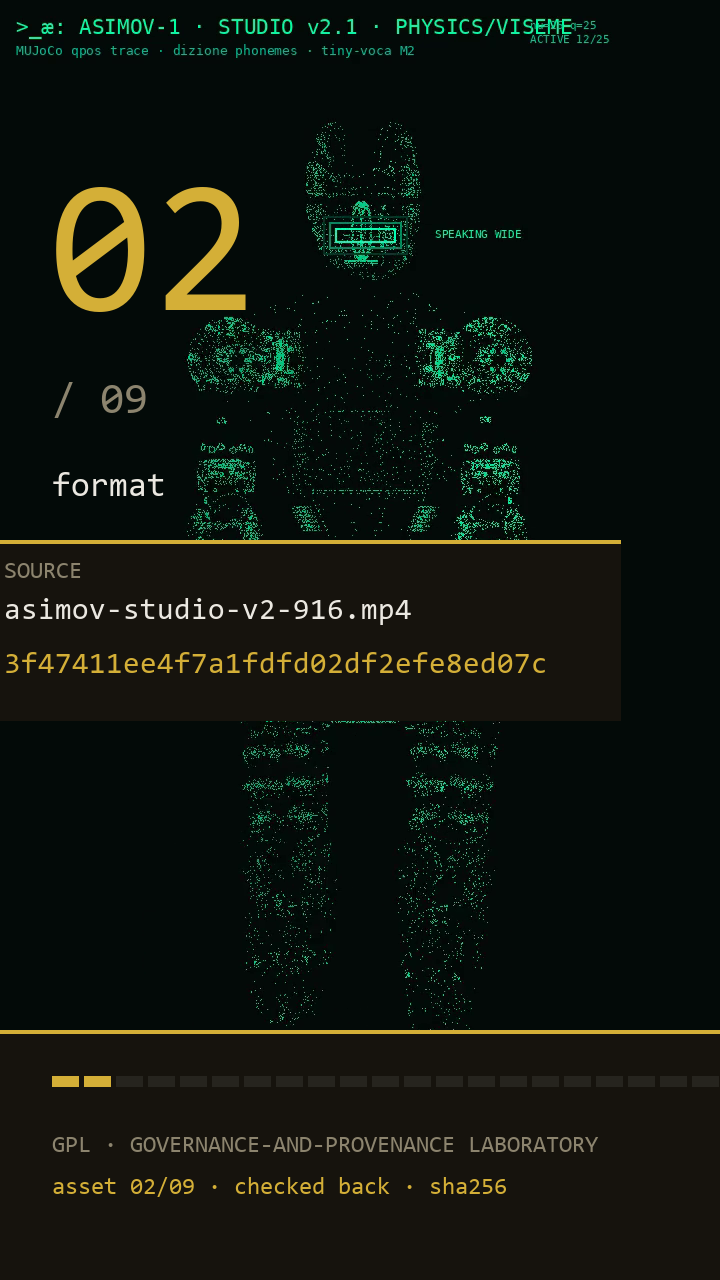 >_æ: ASIMOV-1 · STUDIO v2.1 · PHYSICS/VISEME
q=25
MUJoCo qpos trace · dizione phonemes · tiny-voca M2
ACTIVE 12/25
02
SPEAKING WIDE
/ 09
format
SOURCE
asimov-studio-v2-916.mp4
3f47411ee4f7a1fdfd02df2efe8ed07c
GPL · GOVERNANCE-AND-PROVENANCE LABORATORY
asset 02/09 · checked back · sha256